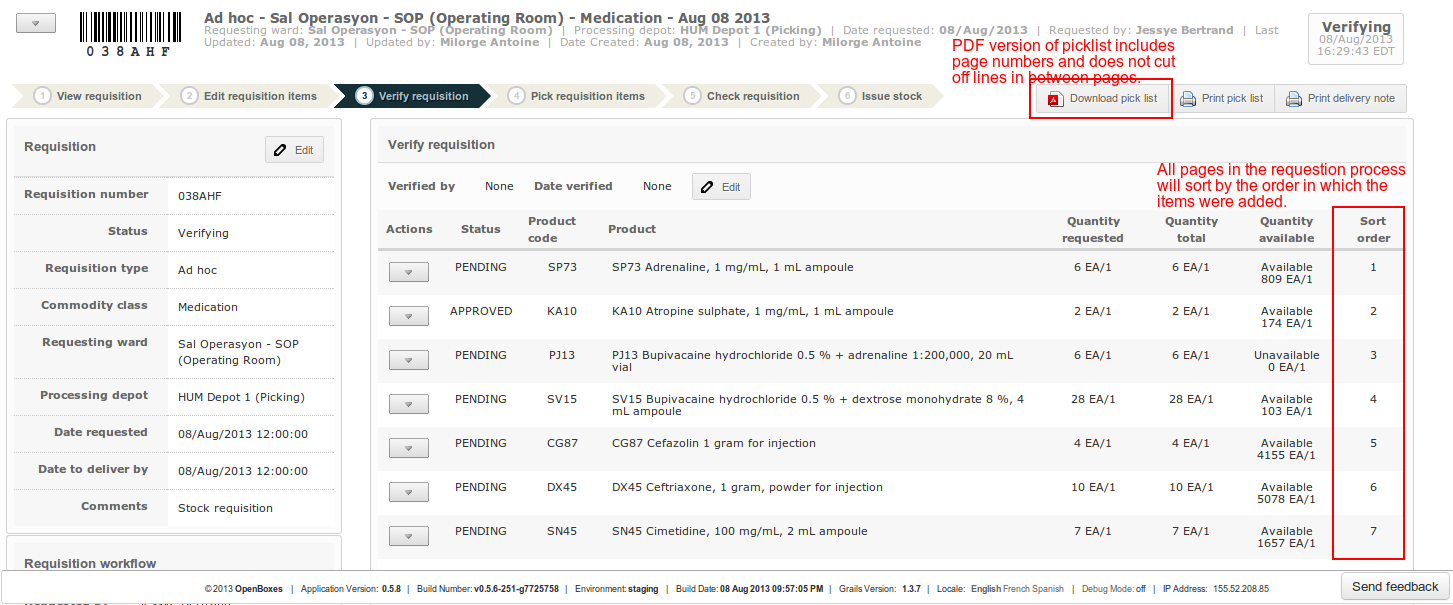 Ad hoc - Sal Operasyon - SOP (Operating Room) - Medication - Aug 08 2013
Requesting ward: Sal Operasyon - SOP (Operating Room) | Processing depot: HUM Depot 1 (Picking) | Date requested: 08/Aug/2013 | Requested by: Jessye Bertrand | Last
Updated: Aug 08, 2013 | Updated by: Milorge Antoine | Date Created: Aug 08, 2013 | Created by: Milorge Antoine
038AHF
Verifying
08/Aug/2013
16:29:43 EDT
PDF version of picklist includes
page numbers and does not cut
off lines in between pages.
1 View requisition
2 Edit requisition items
3 Verify requisition
4 Pick requisition items
5 Check requisition
6 Issue stock
Download pick list
Print pick list
Print delivery note
Requisition
Edit
Requisition number 038AHF
Status Verifying
Requisition type Ad hoc
Commodity class Medication
Requesting ward Sal Operasyon - SOP
(Operating Room)
Processing depot HUM Depot 1 (Picking)
Date requested 08/Aug/2013 12:00:00
Date to deliver by 08/Aug/2013 12:00:00
Comments Stock requisition
Requisition workflow
Verify requisition
Verified by None Date verified None Edit
All pages in the requestion process
will sort by the order in which the
items were added.
Actions Status Product code Product Quantity requested Quantity total Quantity available Sort order
PENDING SP73 SP73 Adrenaline, 1 mg/mL, 1 mL ampoule 6 EA/1 6 EA/1 Available 809 EA/1 1
APPROVED KA10 KA10 Atropine sulphate, 1 mg/mL, 1 mL ampoule 2 EA/1 2 EA/1 Available 174 EA/1 2
PENDING PJ13 PJ13 Bupivacaine hydrochloride 0.5 % + adrenaline 1:200,000, 20 mL vial 6 EA/1 6 EA/1 Unavailable 0 EA/1 3
PENDING SV15 SV15 Bupivacaine hydrochloride 0.5 % + dextrose monohydrate 8 %, 4 mL ampoule 28 EA/1 28 EA/1 Available 103 EA/1 4
PENDING CG87 CG87 Cefazolin 1 gram for injection 4 EA/1 4 EA/1 Available 4155 EA/1 5
PENDING DX45 DX45 Ceftriaxone, 1 gram, powder for injection 10 EA/1 10 EA/1 Available 5078 EA/1 6
PENDING SN45 SN45 Cimetidine, 100 mg/mL, 2 mL ampoule 7 EA/1 7 EA/1 Available 1657 EA/1 7
© 2013 OpenBoxes | Application Version: 0.5.8 | Build Number: v0.5.6-251-g7725758 | Environment: staging | Build Date: 08 Aug 2013 09:57:05 PM | Grails Version: 1.3.7 | Locale: English French Spanish | Debug Mode: off | IP Address: 155.52.208.85
Send feedback